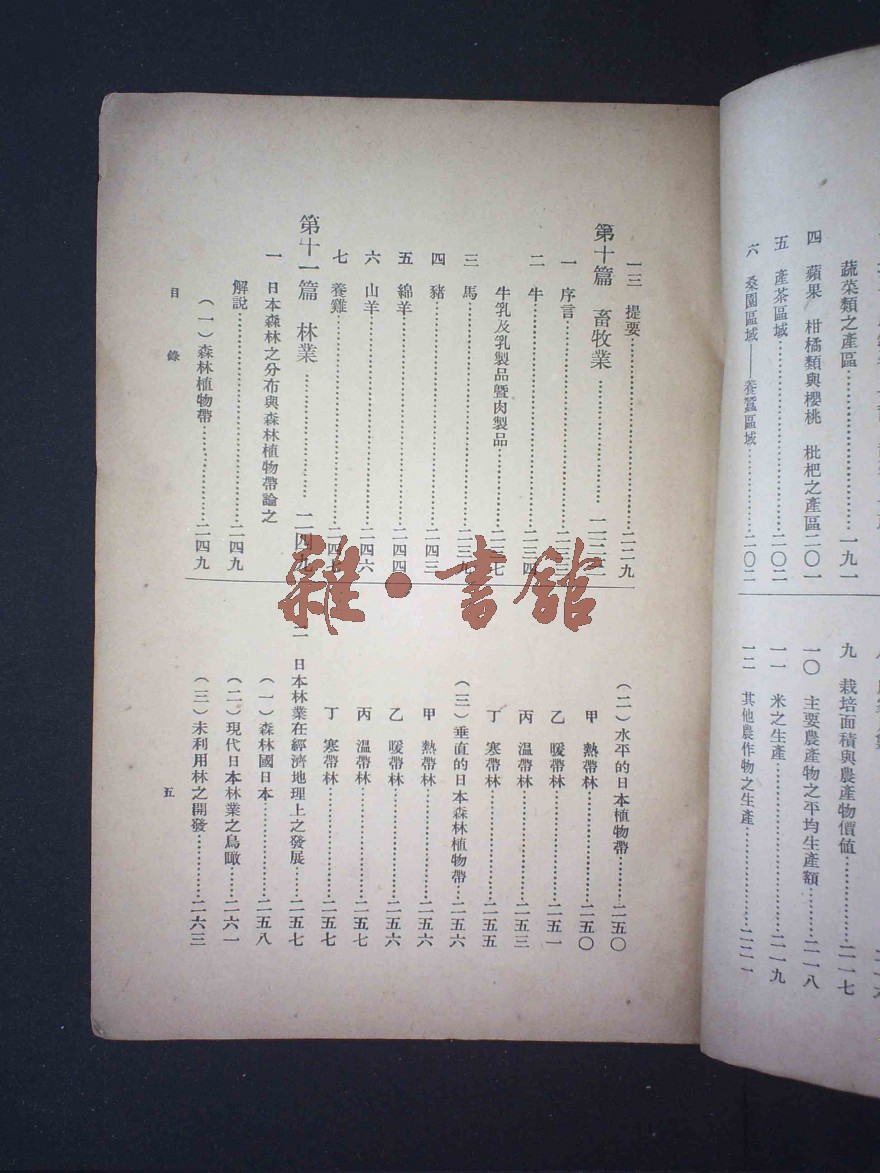 蔬菜類之產區……一九一
四 蘋果 柑橘類與櫻桃 枇杷之產區二〇一
五 產茶區域……二〇二
六 桑園區域——養蠶區域……二〇二
九 栽培面積與農產物價値……二一七
一〇 主要農產物之平均生產額……二一八
一一 米之生產……二一九
一二 其他農作物之生產……二二一
一三 提要……二二九
第十篇 畜牧業……二三三
一 序言……二三三
二 牛……二三四
牛乳及乳製品暨肉製品……二三七
三 馬……二三九
四 豬……二四三
五 綿羊……二四四
六 山羊……二四六
七 養雞……二四七
第十一篇 林業……二四九
一 日本森林之分布與森林植物帶論之
解說……二四九
(一)森林植物帶……二四九
(二)水平的日本植物帶……二五〇
甲 熱帶林……二五〇
乙 暖帶林……二五一
丙 溫帶林……二五三
丁 寒帶林……二五五
(三)垂直的日本森林植物帶……二五六
甲 熱帶林……二五六
乙 暖帶林……二五六
丙 溫帶林……二五七
丁 寒帶林……二五七
二 日本林業在經濟地理上之發展……二五七
(一)森林國日本……二五八
(二)現代日本林業之鳥瞰……二六一
(三)未利用林之開發……二六三
目錄
五
雜·書館